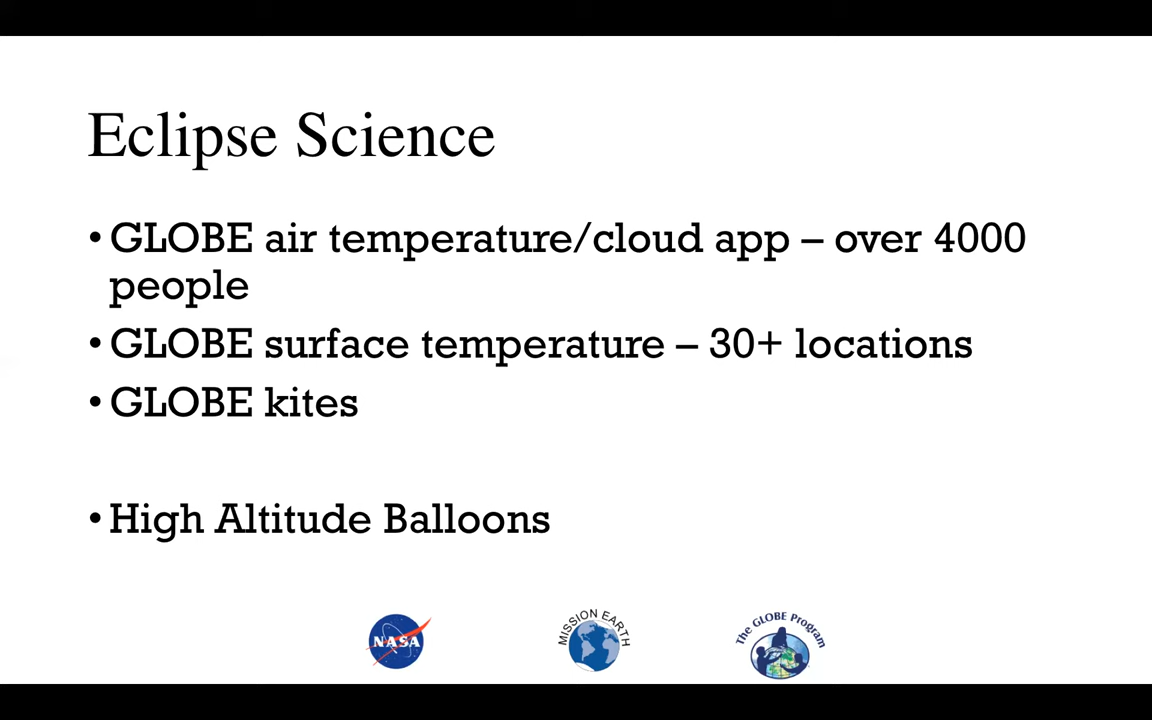 Eclipse Science
•GLOBE air temperature/cloud app – over 4000
people
•GLOBE surface temperature – 30+ locations
•GLOBE kites
•High Altitude Balloons
NASA
MISSION EARTH
The GLOBE Program